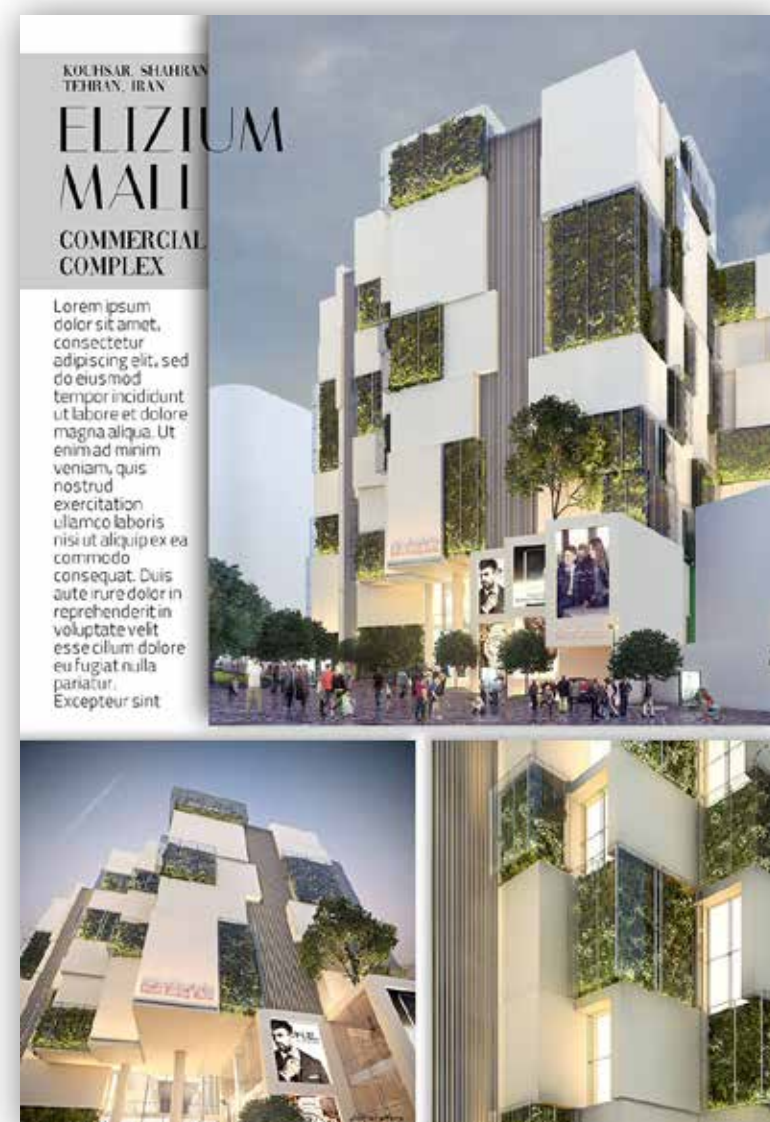 KOUHSAR, SHAHRAN
TEHRAN, IRAN
ELIZIUM
MALL
COMMERCIAL
COMPLEX
Lorem ipsum
dolor sit amet,
consectetur
adipiscing elit, sed
do eiusmod
tempor incididunt
ut labore et dolore
magna aliqua. Ut
enim ad minim
veniam, quis
nostrud
exercitation
ullamco laboris
nisi ut aliquip ex ea
commodo
consequat. Duis
aute irure dolor in
reprehenderit in
voluptate velit
esse cillum dolore
eu fugiat nulla
pariatur.
Excepteur sint